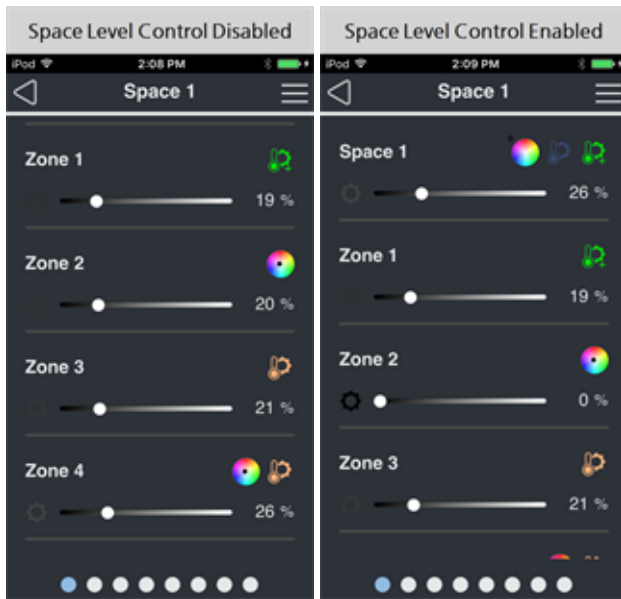 Space Level Control Disabled
iPod 2:08 PM
Space 1
Zone 1
19 %
Zone 2
20 %
Zone 3
21 %
Zone 4
26 %
Space Level Control Enabled
iPod 2:09 PM
Space 1
Space 1
26 %
Zone 1
19 %
Zone 2
0 %
Zone 3
21 %